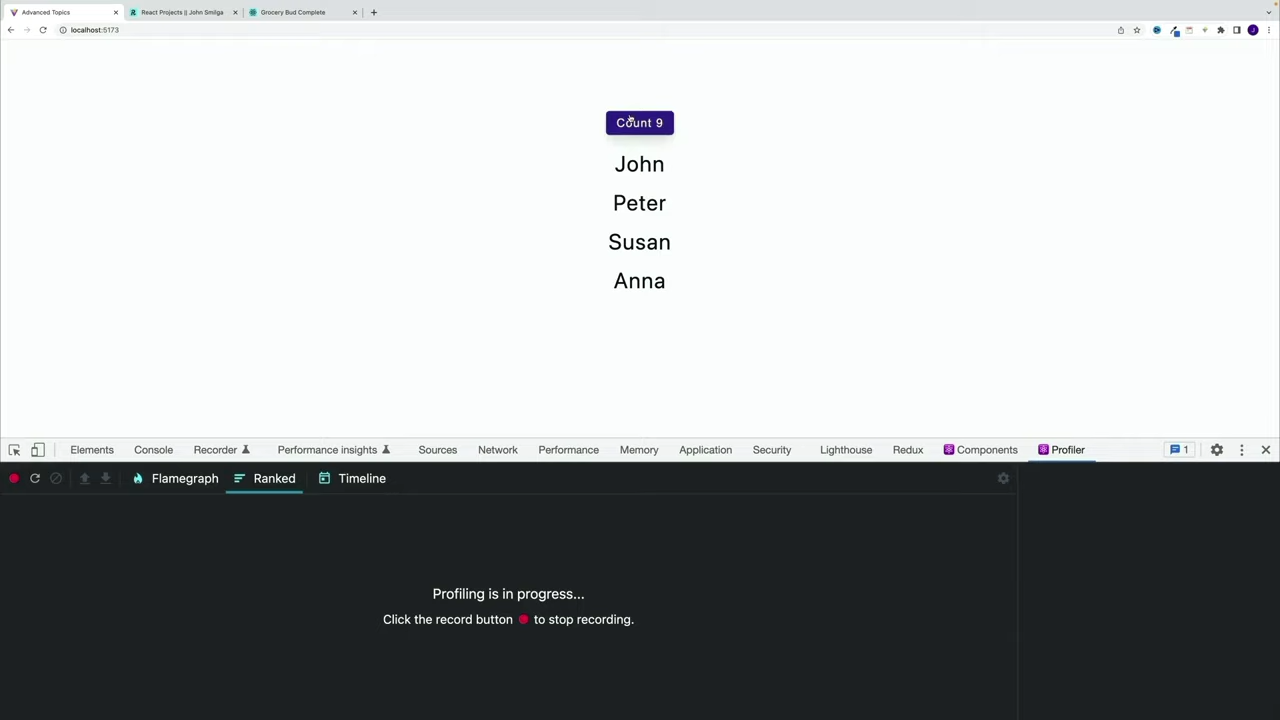 Advanced Topics
React Projects || John Smilga
Grocery Bud Complete
localhost:5173
J
Count 9
John
Peter
Susan
Anna
Elements Console Recorder Performance insights Sources Network Performance Memory Application Security Lighthouse Redux Components Profiler 1
Flamegraph Ranked Timeline
Profiling is in progress...
Click the record button to stop recording.